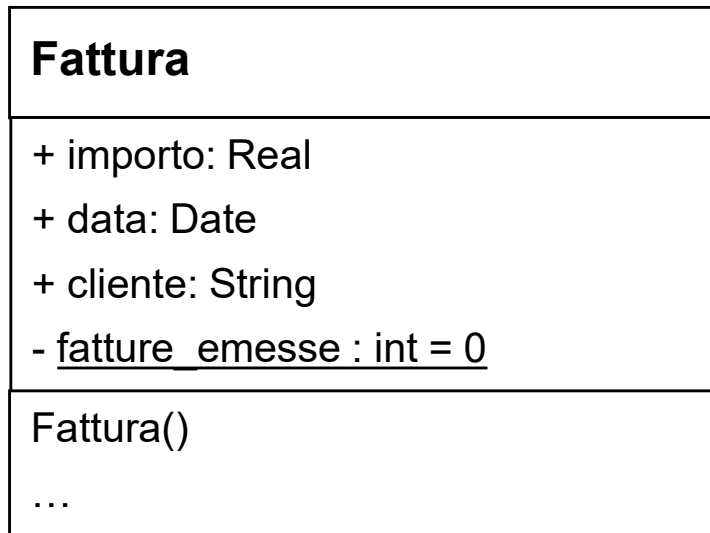 Fattura
+ importo: Real
+ data: Date
+ cliente: String
- fatture_emesse : int = 0
Fattura()
…